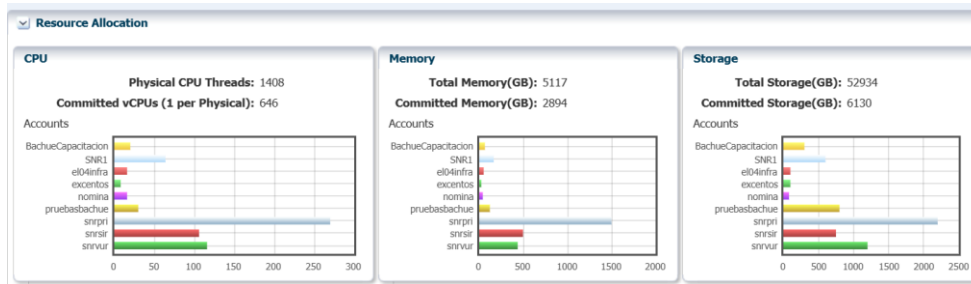 Resource Allocation
CPU
Physical CPU Threads: 1408
Committed vCPUs (1 per Physical): 646
Accounts
BachueCapacitacion
SNR1
el04infra
excentos
nomina
pruebasbachue
snrpri
snrsir
snrvur
0 50 100 150 200 250 300
Memory
Total Memory(GB): 5117
Committed Memory(GB): 2894
Accounts
BachueCapacitacion
SNR1
el04infra
excentos
nomina
pruebasbachue
snrpri
snrsir
snrvur
0 500 1000 1500 2000
Storage
Total Storage(GB): 52934
Committed Storage(GB): 6130
Accounts
BachueCapacitacion
SNR1
el04infra
excentos
nomina
pruebasbachue
snrpri
snrsir
snrvur
0 500 1000 1500 2000 2500